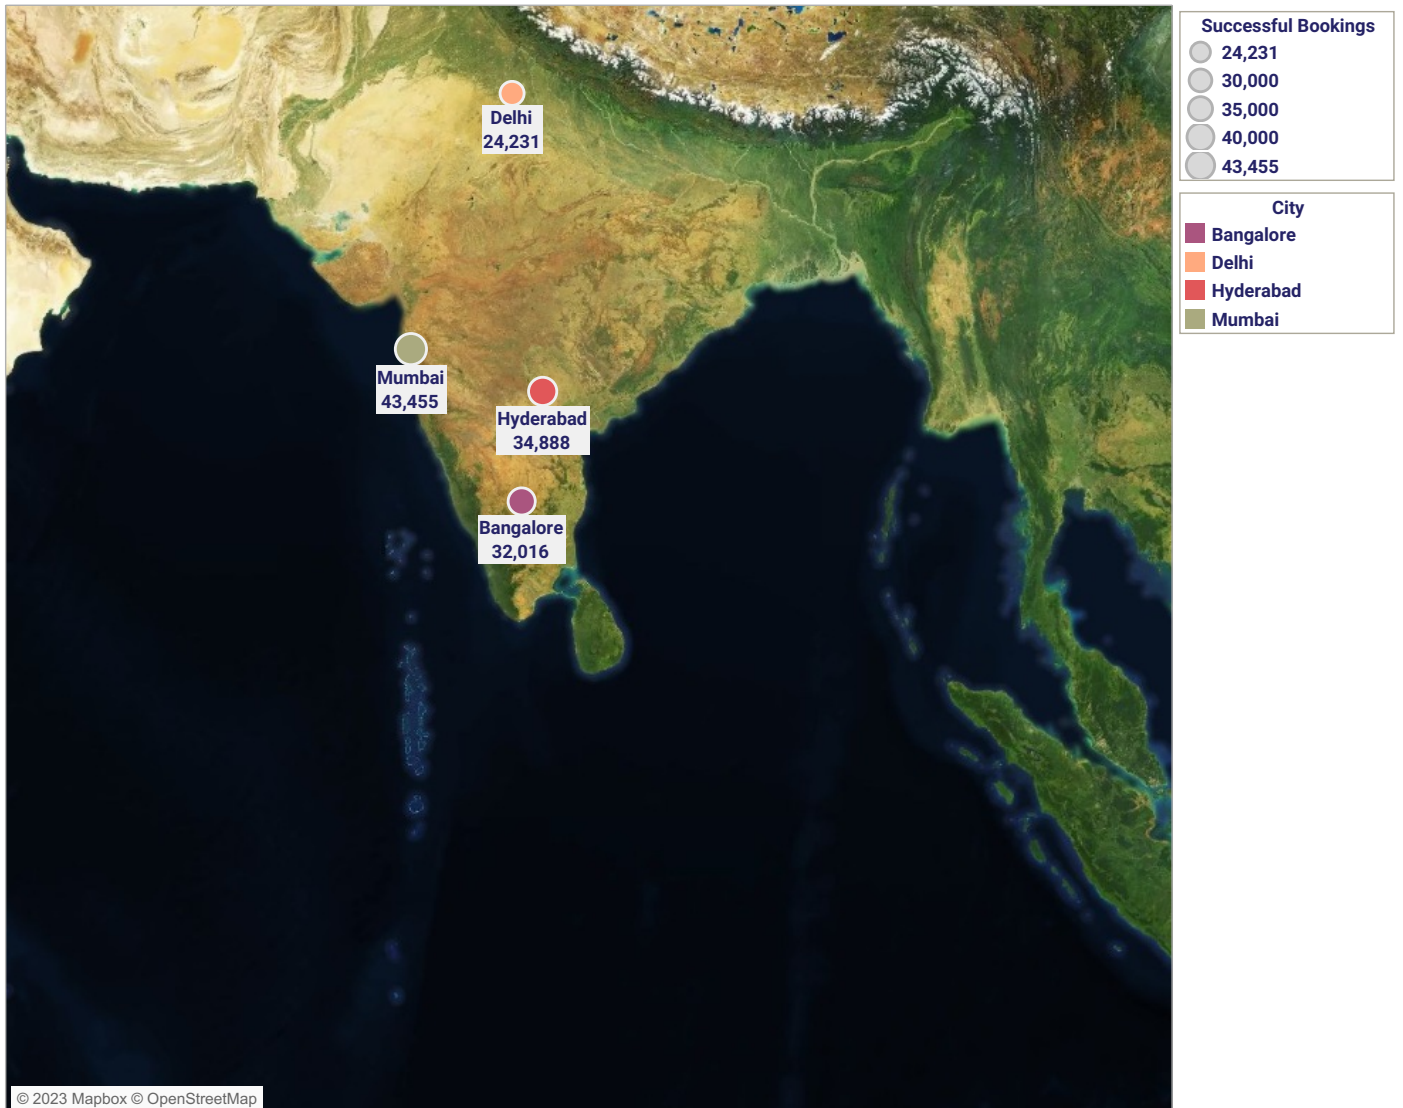 Delhi
24,231
Mumbai
43,455
Hyderabad
34,888
Bangalore
32,016
© 2023 Mapbox © OpenStreetMap
Successful Bookings
24,231
30,000
35,000
40,000
43,455
City
Bangalore
Delhi
Hyderabad
Mumbai